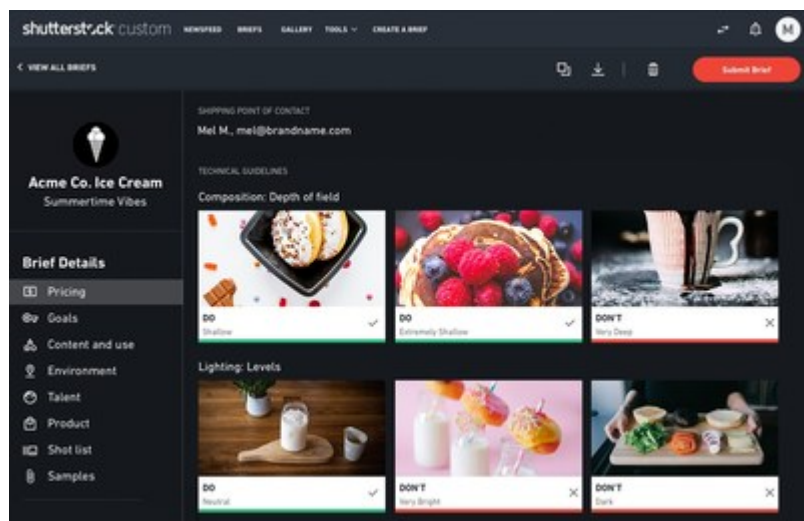 shutterstock custom
NEWSFEED BRIEFS GALLERY TOOLS CREATE A BRIEF
M
VIEW ALL BRIEFS
Submit Brief
Acme Co. Ice Cream
Summertime Vibes
Brief Details
Pricing
Goals
Content and use
Environment
Talent
Product
Shot list
Samples
SHIPPING POINT OF CONTACT
Mel M., mel@brandname.com
TECHNICAL GUIDELINES
Composition: Depth of field
DO DO DON'T
Shallow Extremely Shallow Very Deep
Lighting: Levels
DO DON'T DON'T
Neutral Very Bright Dark